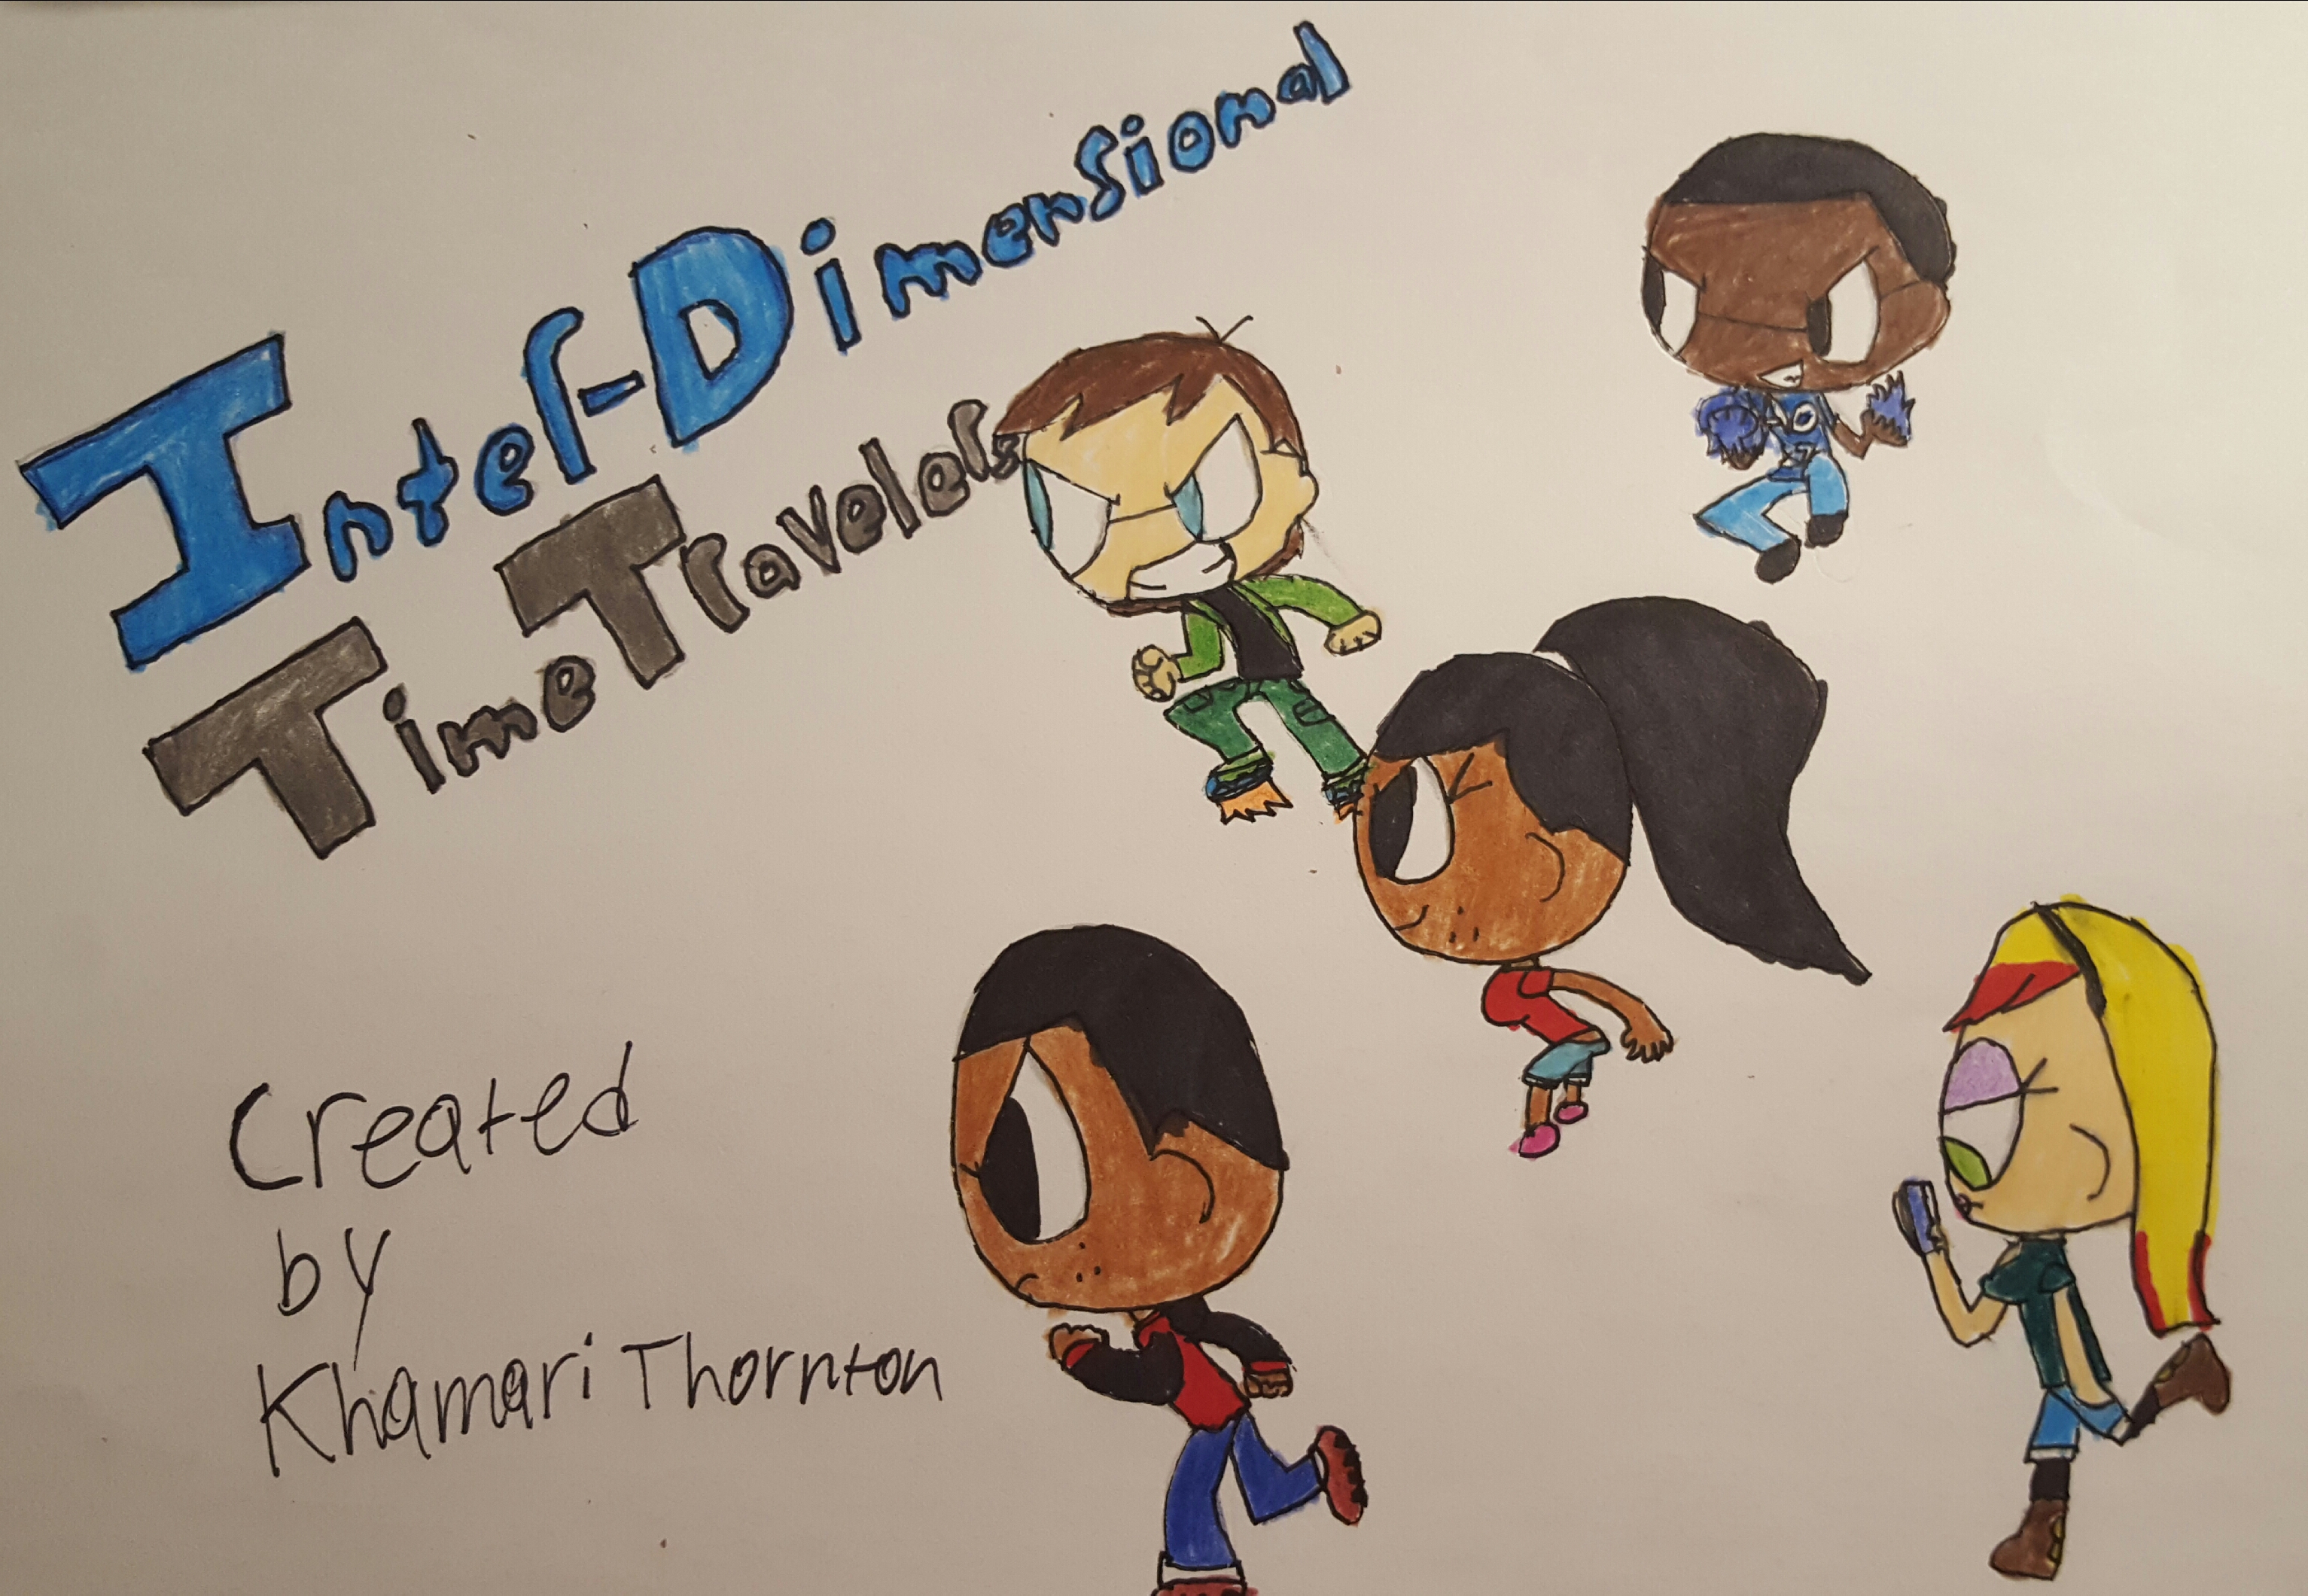 Inter-Dimensional
Time Travelers
Created
by
Khamari Thornton